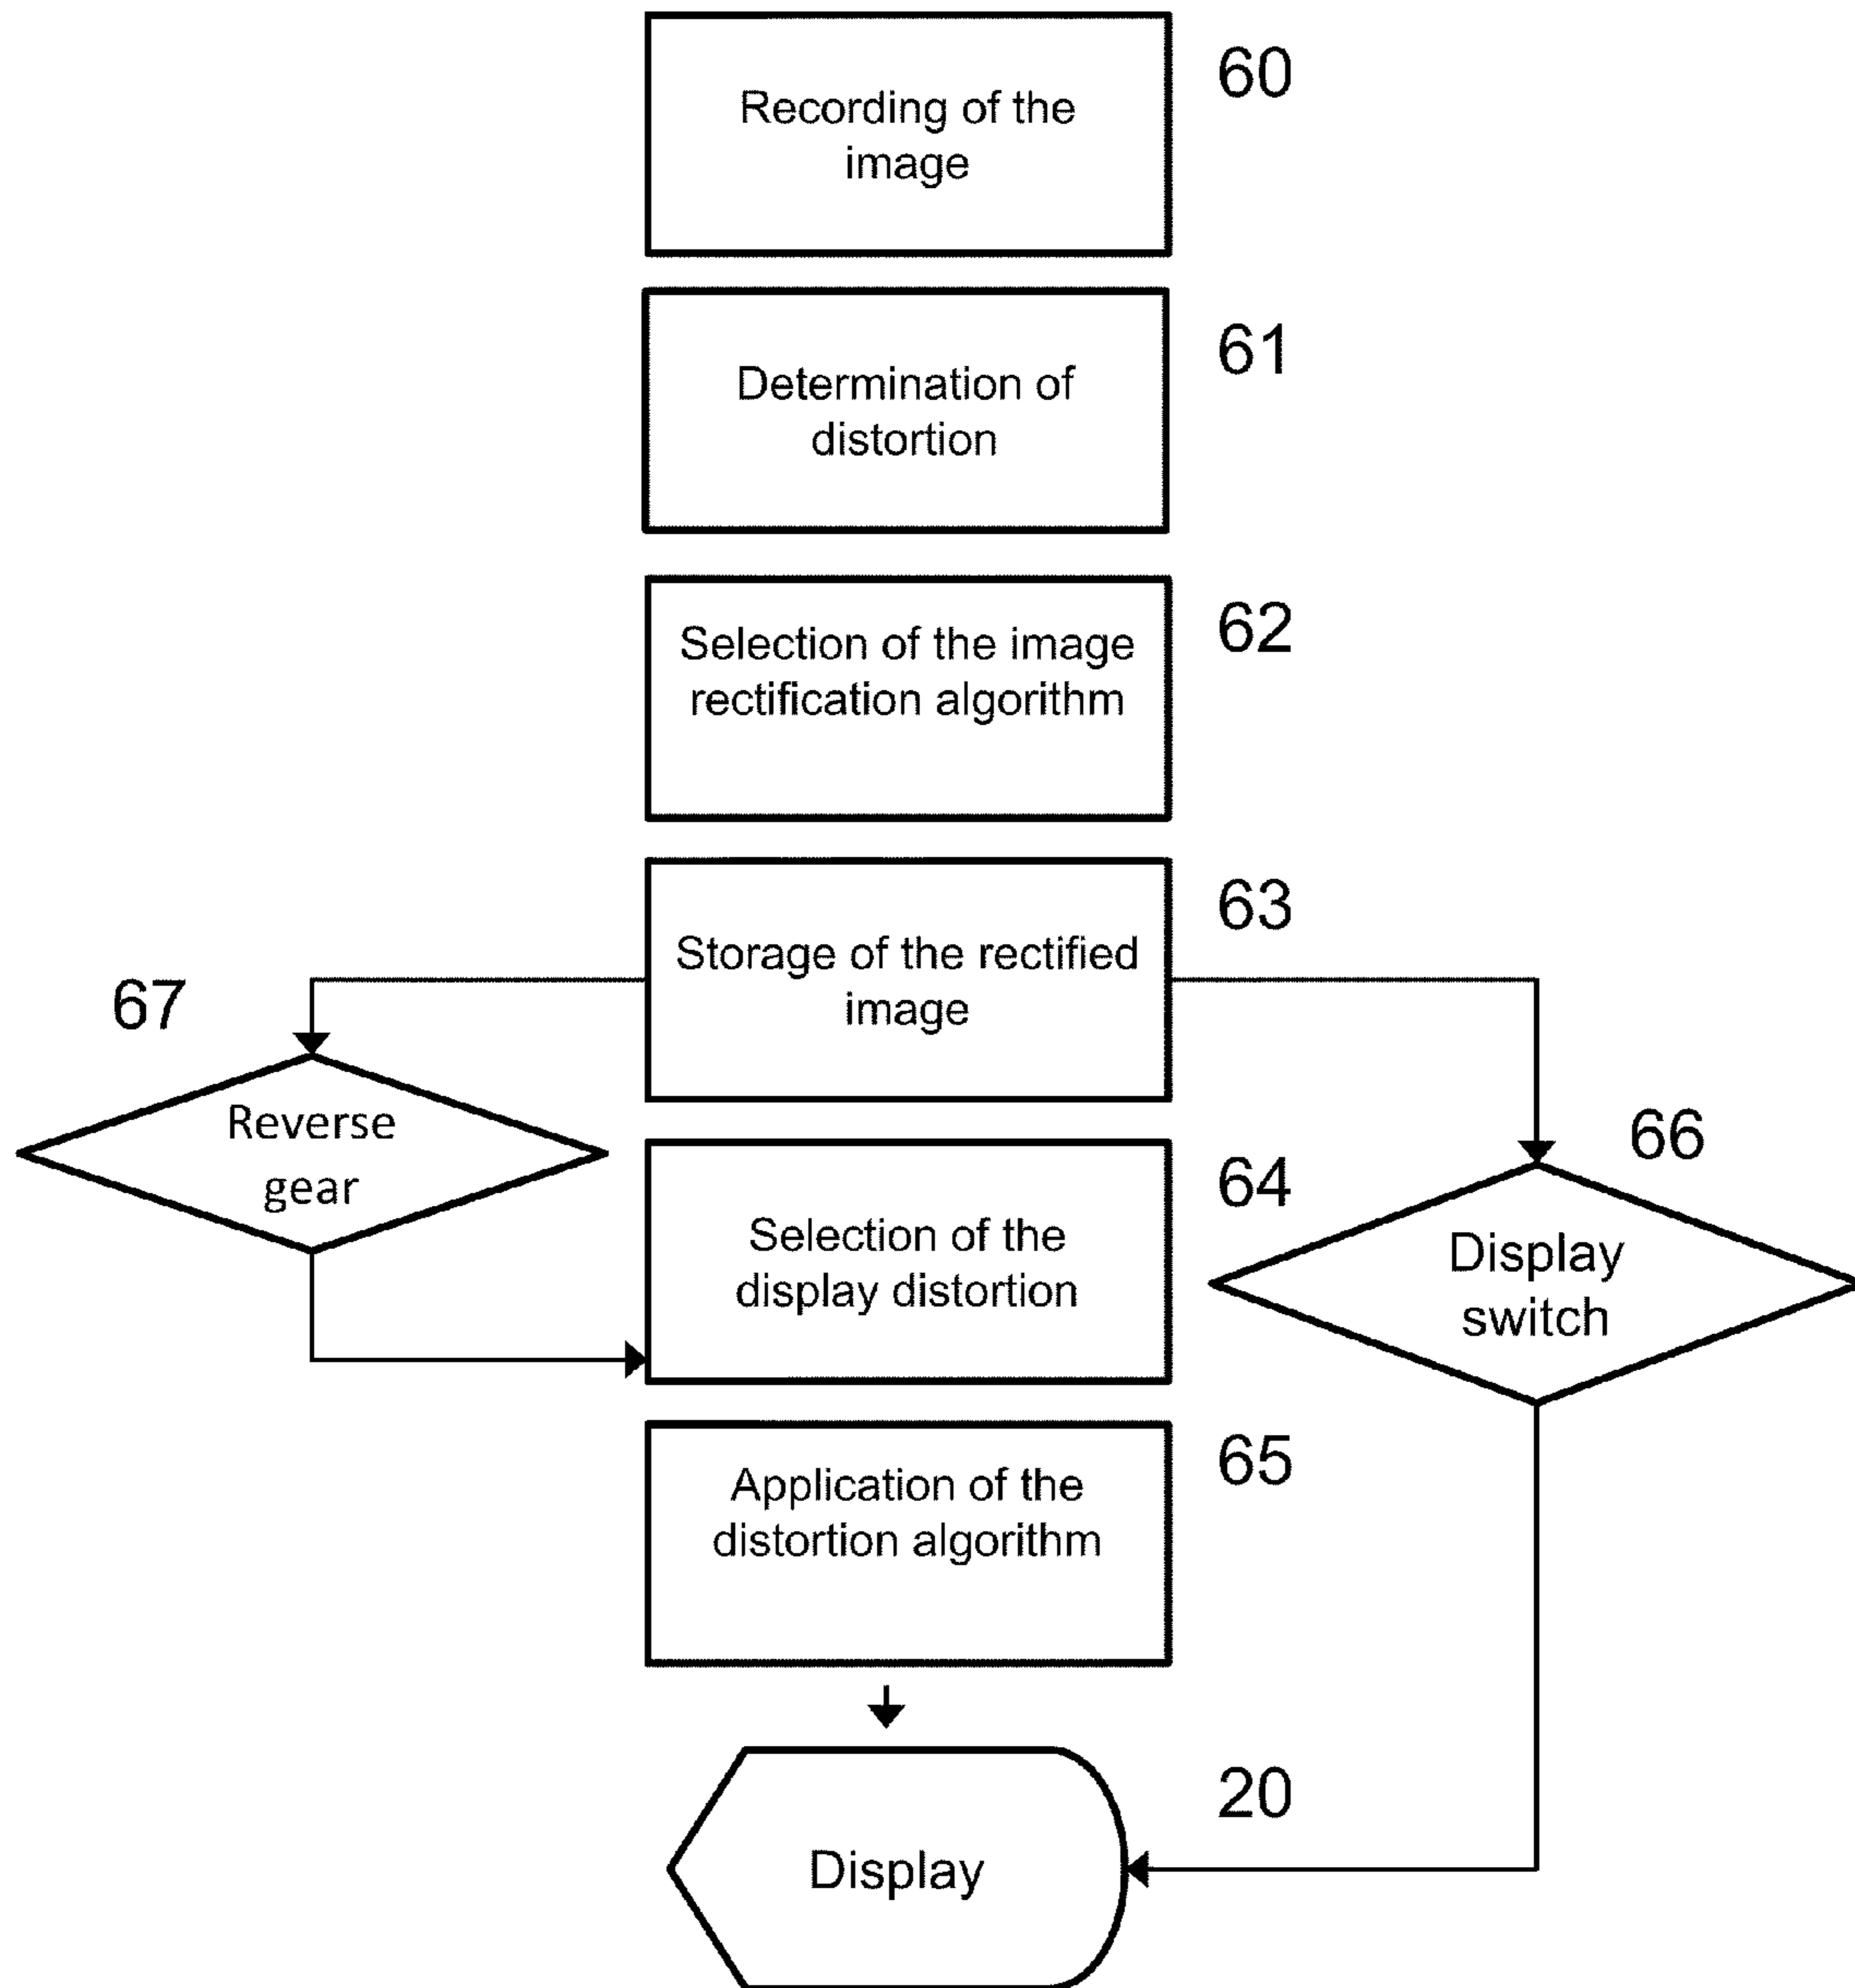 60
Recording of the
image
61
Determination of
distortion
62
Selection of the image
rectification algorithm
63
Storage of the rectified
image
67
Reverse
gear
66
Display
switch
64
Selection of the
display distortion
65
Application of the
distortion algorithm
20
Display